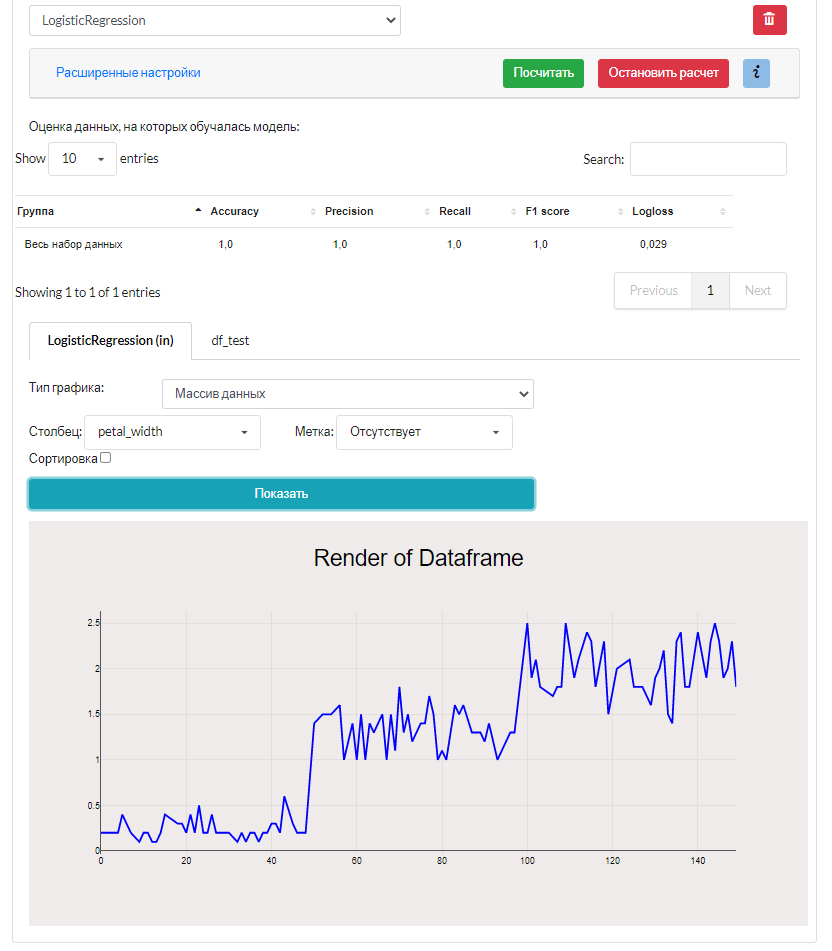 LogisticRegression
Расширенные настройки Посчитать Остановить расчет i
Оценка данных, на которых обучалась модель:
Show 10 entries Search:
Группа Accuracy Precision Recall F1 score Logloss
Весь набор данных 1,0 1,0 1,0 1,0 0,029
Showing 1 to 1 of 1 entries Previous 1 Next
LogisticRegression (in) df_test
Тип графика: Массив данных
Столбец: petal_width Метка: Отсутствует
Сортировка
Показать
Render of Dataframe
2.5
2
1.5
1
0.5
0
0 20 40 60 80 100 120 140